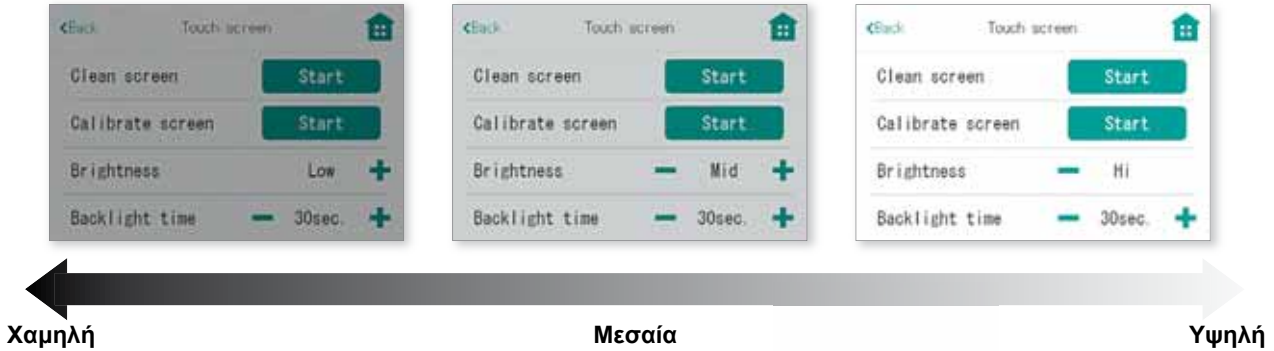 <Back Touch screen
Clean screen Start
Calibrate screen Start
Brightness Low +
Backlight time - 30sec. +
<Back Touch screen
Clean screen Start
Calibrate screen Start
Brightness - Mid +
Backlight time - 30sec. +
<Back Touch screen
Clean screen Start
Calibrate screen Start
Brightness - Hi
Backlight time - 30sec. +
Χαμηλή Μεσαία Υψηλή